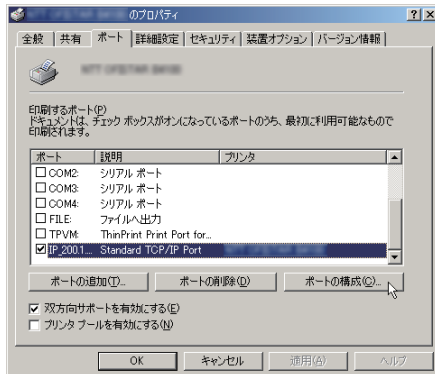 のプロパティ
全般 共有 ポート 詳細設定 セキュリティ 装置オプション バージョン情報
印刷するポート(P)
ドキュメントは、チェック ボックスがオンになっているポートのうち、最初に利用可能なもので
印刷されます。
ポート 説明 プリンタ
COM2: シリアル ポート
COM3: シリアル ポート
COM4: シリアル ポート
FILE: ファイルへ出力
TPVM: ThinPrint Print Port for...
IP_200.1... Standard TCP/IP Port
ポートの追加(T)... ポートの削除(D) ポートの構成(C)...
双方向サポートを有効にする(E)
プリンタ プールを有効にする(N)
OK キャンセル 適用(A) ヘルプ